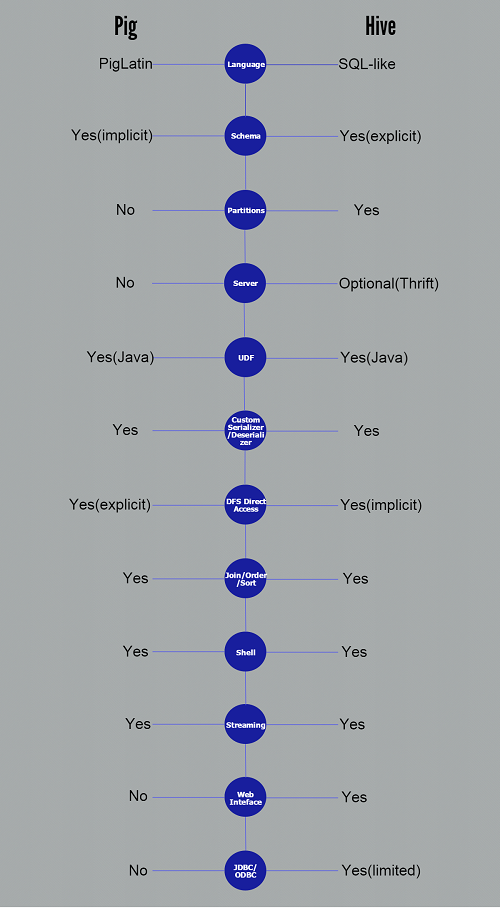 Pig Hive
PigLatin Language SQL-like
Yes(implicit) Schema Yes(explicit)
No Partitions Yes
No Server Optional(Thrift)
Yes(Java) UDF Yes(Java)
Custom
Serializer
Yes /Deseriali Yes
zer
Yes(explicit) DFS Direct Yes(implicit)
Access
Yes Join/Order Yes
/Sort
Yes Shell Yes
Yes Streaming Yes
No Web Yes
Inteface
No JDBC/ Yes(limited)
ODBC